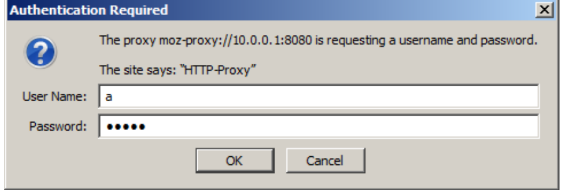 Authentication Required
The proxy moz-proxy://10.0.0.1:8080 is requesting a username and password.
The site says: "HTTP-Proxy"
User Name: a
Password: •••••
OK Cancel